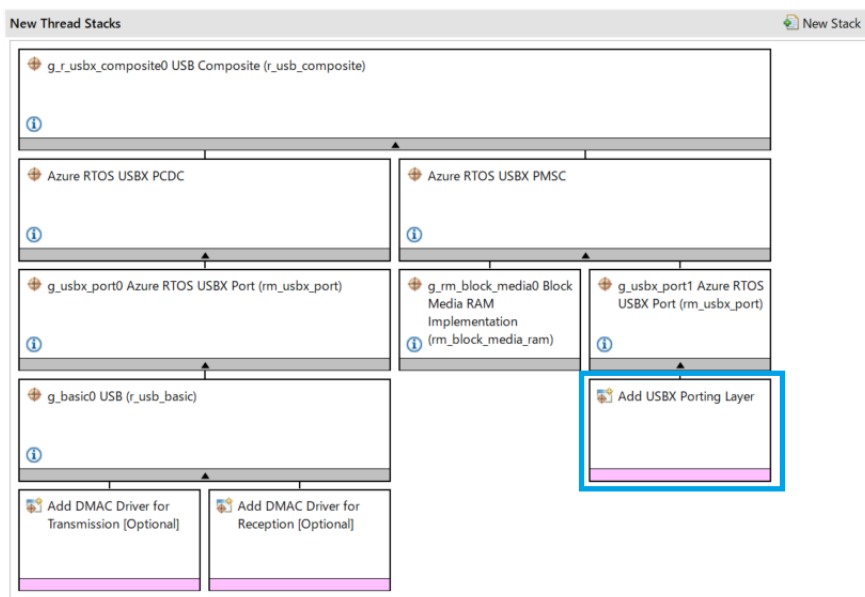 New Thread Stacks
New Stack
g_r_usbx_composite0 USB Composite (r_usb_composite)
Azure RTOS USBX PCDC
Azure RTOS USBX PMSC
g_usbx_port0 Azure RTOS USBX Port (rm_usbx_port)
g_rm_block_media0 Block
Media RAM
Implementation
(rm_block_media_ram)
g_usbx_port1 Azure RTOS
USBX Port (rm_usbx_port)
g_basic0 USB (r_usb_basic)
Add USBX Porting Layer
Add DMAC Driver for
Transmission [Optional]
Add DMAC Driver for
Reception [Optional]